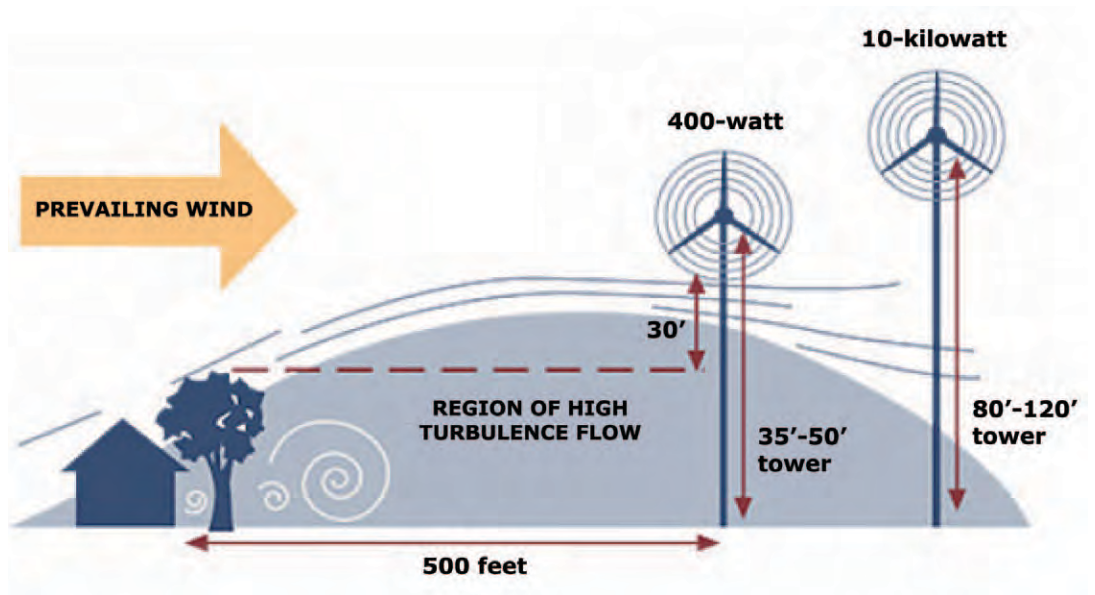 10-kilowatt
400-watt
PREVAILING WIND
30′
REGION OF HIGH
TURBULENCE FLOW
35′-50′
tower
80′-120′
tower
500 feet